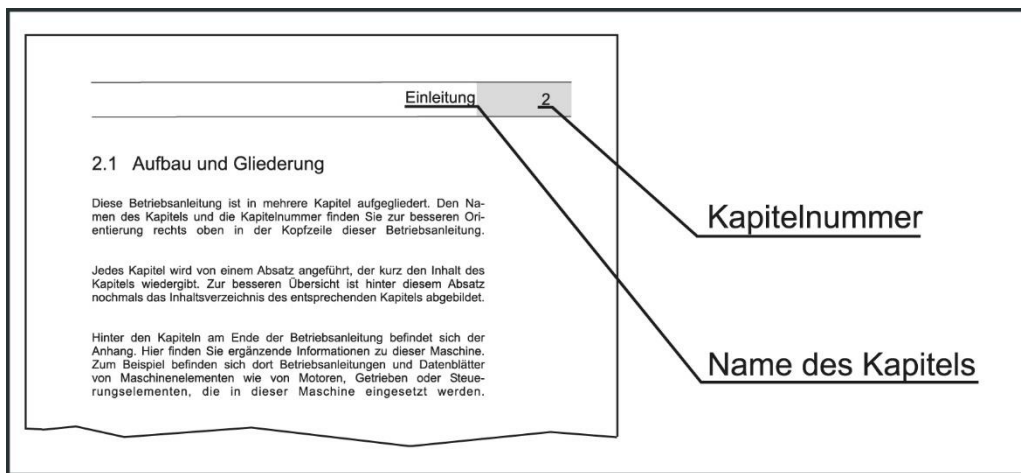 Einleitung 2
2.1 Aufbau und Gliederung
Diese Betriebsanleitung ist in mehrere Kapitel aufgegliedert. Den Na-
men des Kapitels und die Kapitelnummer finden Sie zur besseren Ori-
entierung rechts oben in der Kopfzeile dieser Betriebsanleitung.
Jedes Kapitel wird von einem Absatz angeführt, der kurz den Inhalt des
Kapitels wiedergibt. Zur besseren Übersicht ist hinter diesem Absatz
nochmals das Inhaltsverzeichnis des entsprechenden Kapitels abgebildet.
Hinter den Kapiteln am Ende der Betriebsanleitung befindet sich der
Anhang. Hier finden Sie ergänzende Informationen zu dieser Maschine.
Zum Beispiel befinden sich dort Betriebsanleitungen und Datenblätter
von Maschinenelementen wie von Motoren, Getrieben oder Steue-
rungselementen, die in dieser Maschine eingesetzt werden.
Kapitelnummer
Name des Kapitels